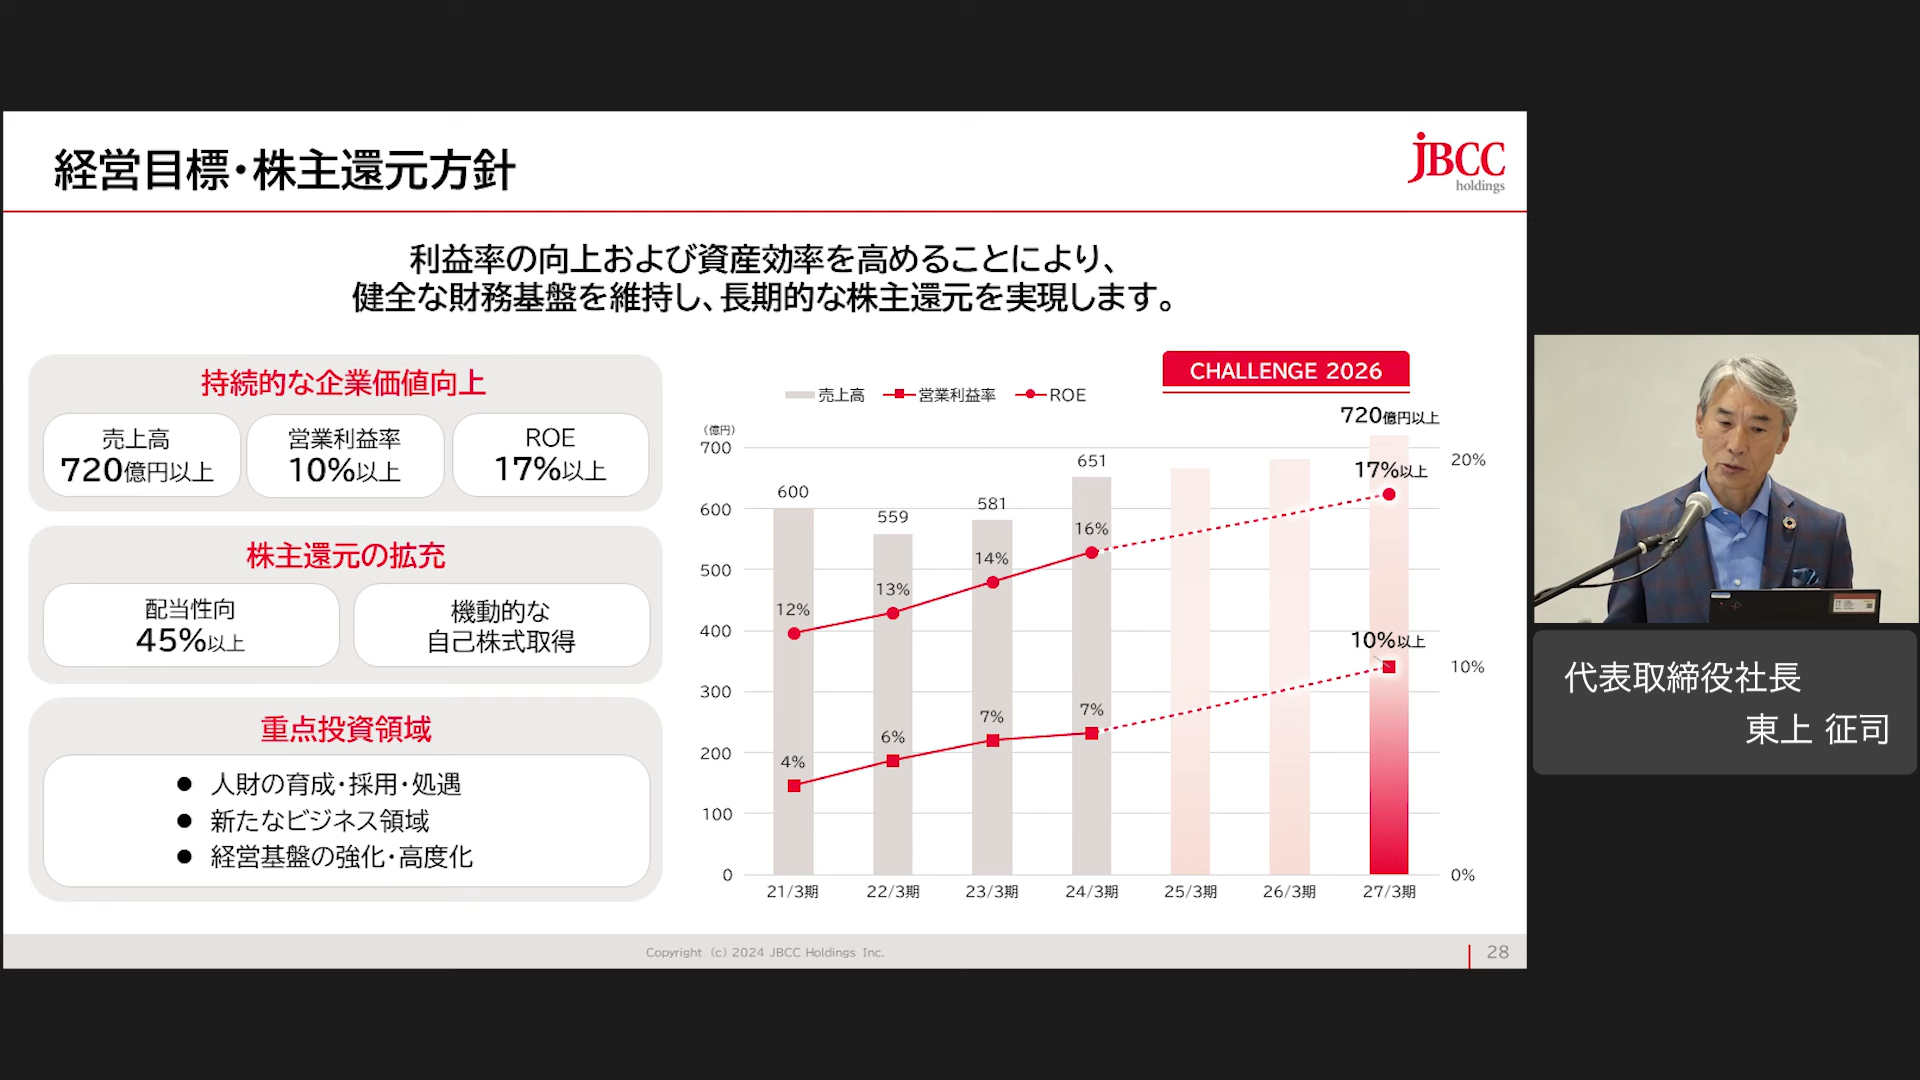 経営目標・株主還元方針
JBCC
holdings
利益率の向上および資産効率を高めることにより、
健全な財務基盤を維持し、長期的な株主還元を実現します。
持続的な企業価値向上
売上高
720億円以上
営業利益率
10%以上
ROE
17%以上
株主還元の拡充
配当性向
45%以上
機動的な
自己株式取得
重点投資領域
● 人財の育成・採用・処遇
● 新たなビジネス領域
● 経営基盤の強化・高度化
CHALLENGE 2026
売上高 営業利益率 ROE
(億円)
700
600
500
400
300
200
100
0
600
559
581
651
720億円以上
12%
13%
14%
16%
17%以上
4%
6%
7%
7%
10%以上
20%
10%
0%
21/3期 22/3期 23/3期 24/3期 25/3期 26/3期 27/3期
Copyright (c) 2024 JBCC Holdings Inc.
28
代表取締役社長
東上 征司